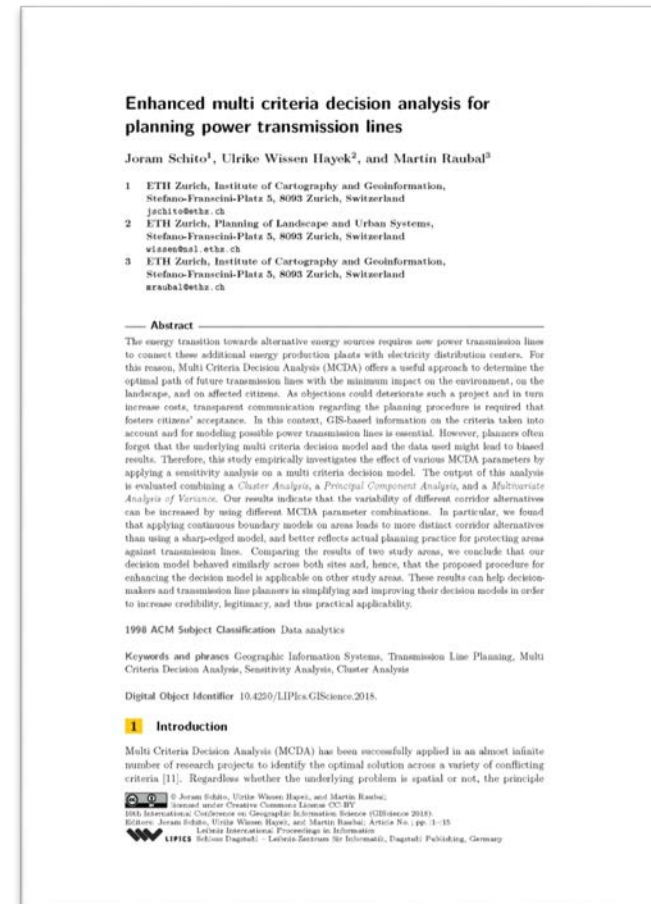 Enhanced multi criteria decision analysis for
planning power transmission lines
Joram Schito¹, Ulrike Wissen Hayek², and Martin Raubal³
1 ETH Zurich, Institute of Cartography and Geoinformation,
Stefano-Franscini-Platz 5, 8093 Zurich, Switzerland
jschito@ethz.ch
2 ETH Zurich, Planning of Landscape and Urban Systems,
Stefano-Franscini-Platz 5, 8093 Zurich, Switzerland
wissen@nsl.ethz.ch
3 ETH Zurich, Institute of Cartography and Geoinformation,
Stefano-Franscini-Platz 5, 8093 Zurich, Switzerland
mraubal@ethz.ch
Abstract
The energy transition towards alternative energy sources requires new power transmission lines
to connect these additional energy production plants with electricity distribution centers. For
this reason, Multi Criteria Decision Analysis (MCDA) offers a useful approach to determine the
optimal path of future transmission lines with the minimum impact on the environment, on the
landscape, and on affected citizens. As objections could deteriorate such a project and in turn
increase costs, transparent communication regarding the planning procedure is required that
fosters citizens' acceptance. In this context, GIS-based information on the criteria taken into
account and for modeling possible power transmission lines is essential. However, planners often
forget that the underlying multi criteria decision model and the data used might lead to biased
results. Therefore, this study empirically investigates the effect of various MCDA parameters by
applying a sensitivity analysis on a multi criteria decision model. The output of this analysis
is evaluated combining a Cluster Analysis, a Principal Component Analysis, and a Multivariate
Analysis of Variance. Our results indicate that the variability of different corridor alternatives
can be increased by using different MCDA parameter combinations. In particular, we found
that applying continuous boundary models on areas leads to more distinct corridor alternatives
than using a sharp-edged model, and better reflects actual planning practice for protecting areas
against transmission lines. Comparing the results of two study areas, we conclude that our
decision model behaved similarly across both sites and, hence, that the proposed procedure for
enhancing the decision model is applicable on other study areas. These results can help decision-
makers and transmission line planners in simplifying and improving their decision models in order
to increase credibility, legitimacy, and thus practical applicability.
1998 ACM Subject Classification Data analytics
Keywords and phrases Geographic Information Systems, Transmission Line Planning, Multi
Criteria Decision Analysis, Sensitivity Analysis, Cluster Analysis
Digital Object Identifier 10.4230/LIPIcs.GIScience.2018.
1 Introduction
Multi Criteria Decision Analysis (MCDA) has been successfully applied in an almost infinite
number of research projects to identify the optimal solution across a variety of conflicting
criteria [11]. Regardless whether the underlying problem is spatial or not, the principle
© Joram Schito, Ulrike Wissen Hayek, and Martin Raubal;
licensed under Creative Commons License CC-BY
10th International Conference on Geographic Information Science (GIScience 2018).
Editors: Joram Schito, Ulrike Wissen Hayek, and Martin Raubal; Article No.; pp. :1–:15
Leibniz International Proceedings in Informatics
LIPICS Schloss Dagstuhl – Leibniz-Zentrum für Informatik, Dagstuhl Publishing, Germany